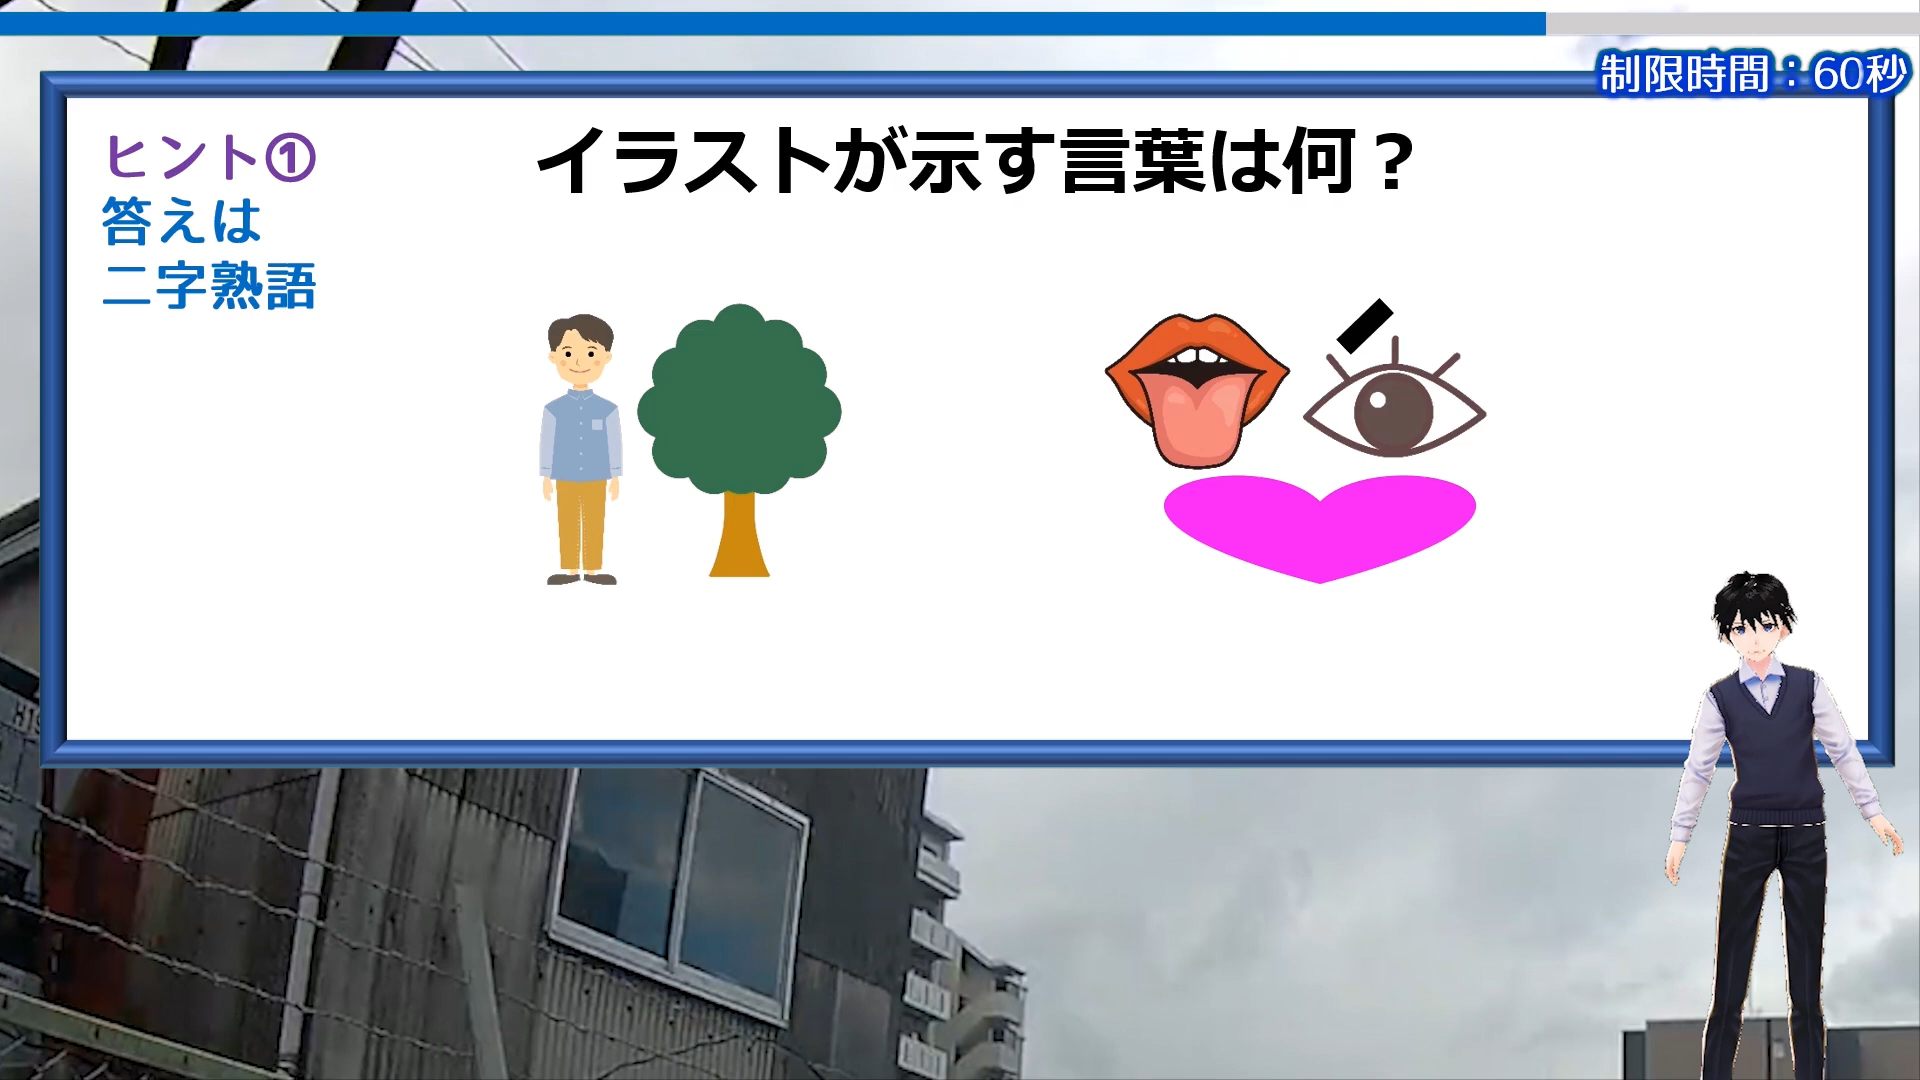 制限時間：60秒
イラストが示す言葉は何？
ヒント①
答えは
二字熟語